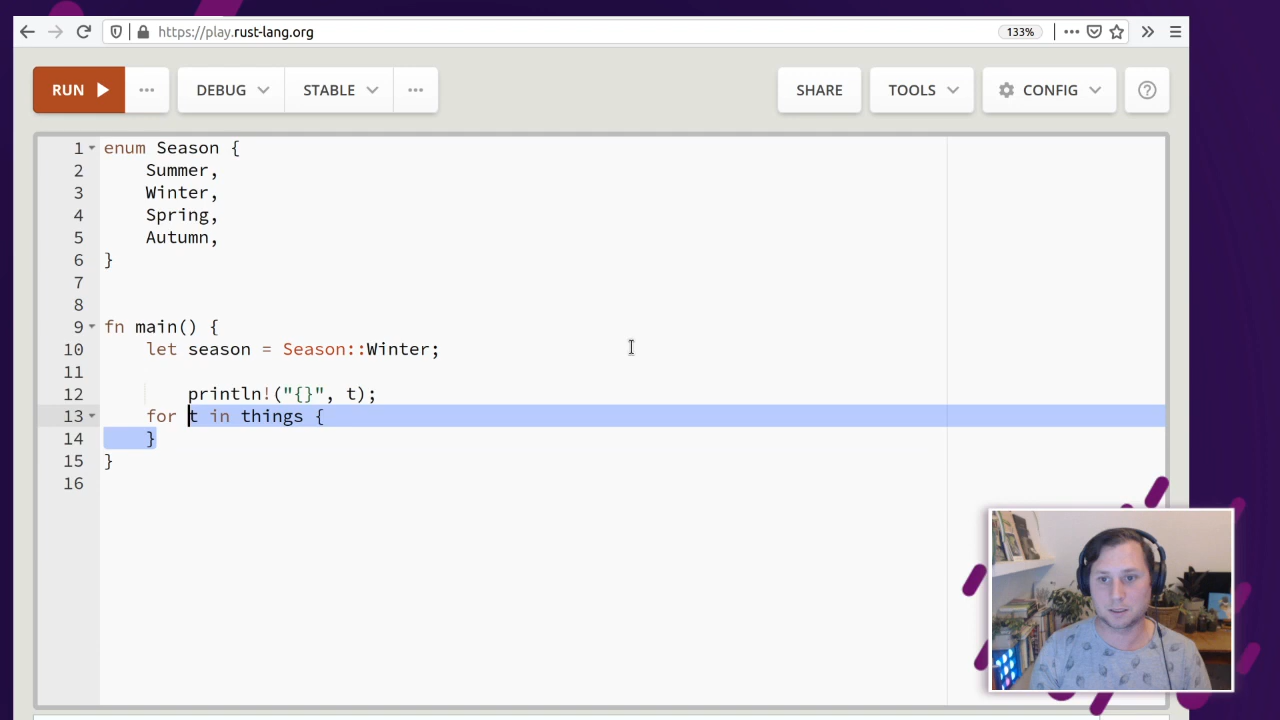 https://play.rust-lang.org
133%
RUN
DEBUG
STABLE
SHARE
TOOLS
CONFIG
1 enum Season {
2     Summer,
3     Winter,
4     Spring,
5     Autumn,
6 }
7
8
9 fn main() {
10     let season = Season::Winter;
11
12         println!("{}", t);
13     for t in things {
14     }
15 }
16